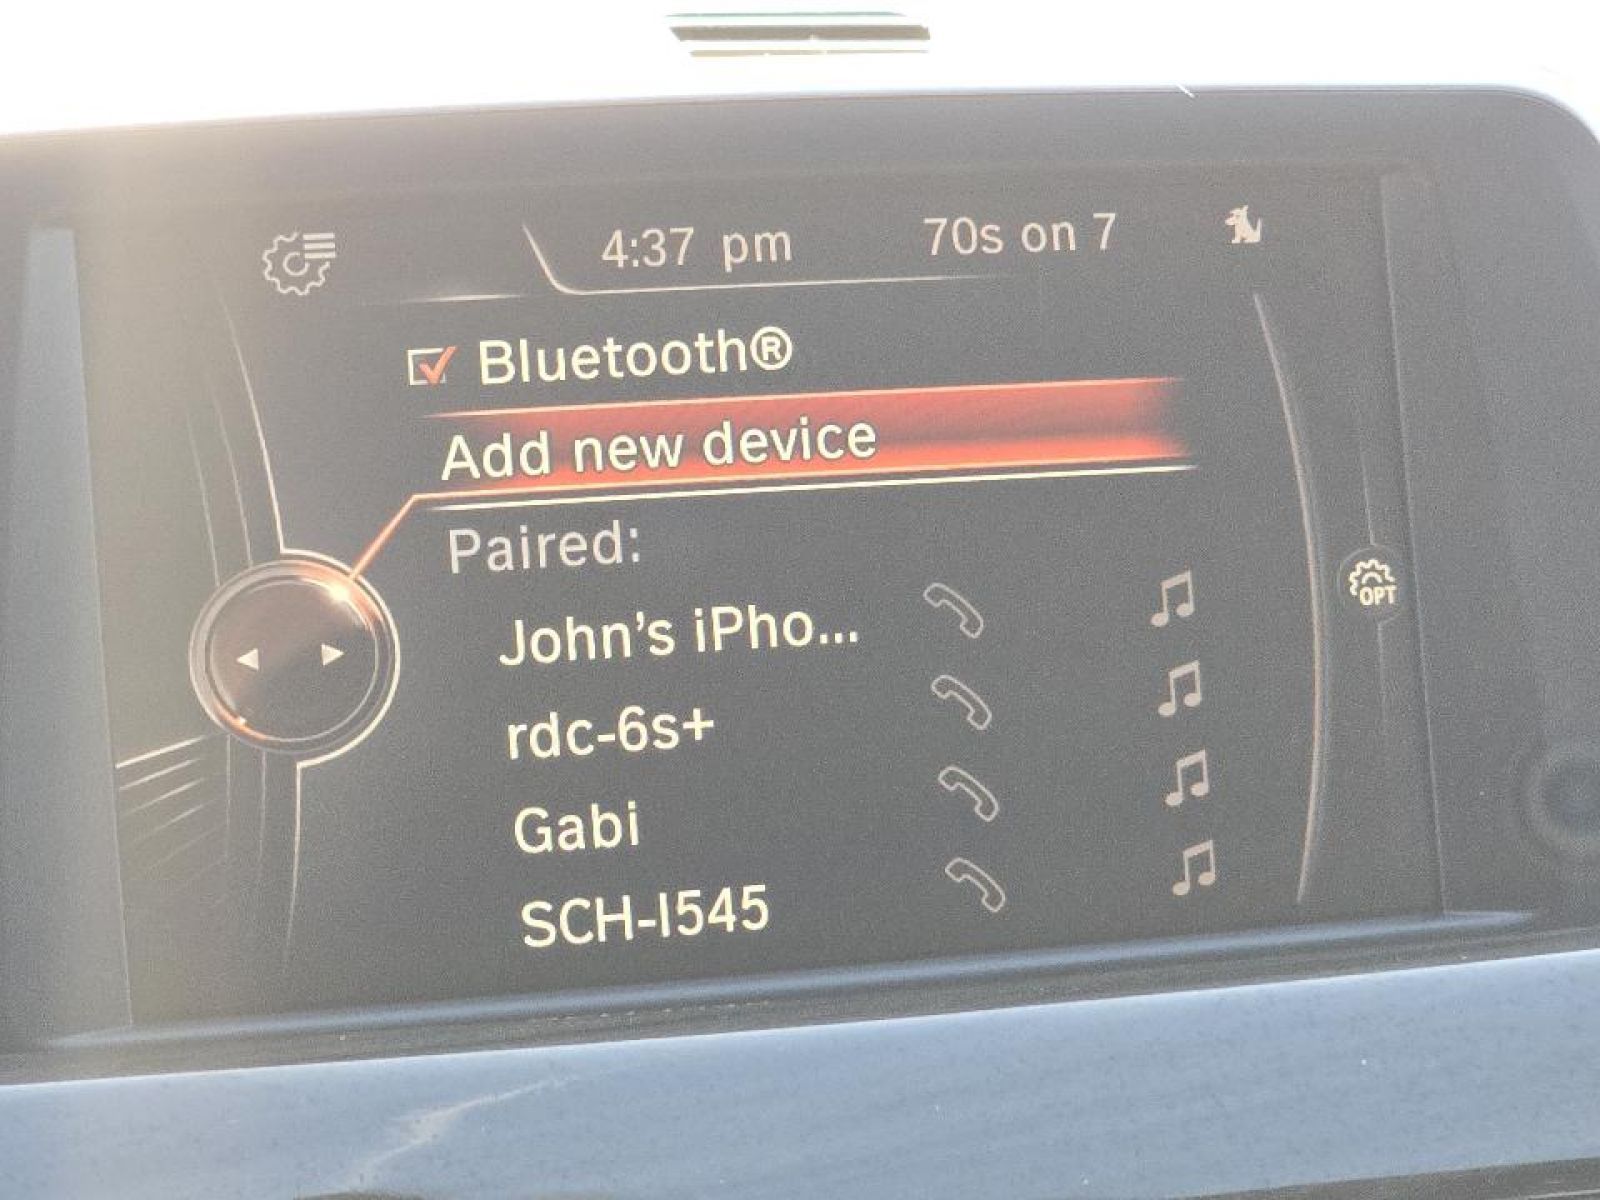 4:37 pm 70s on 7
Bluetooth®
Add new device
Paired:
John's iPho...
rdc-6s+
OPT
Gabi
SCH-I545